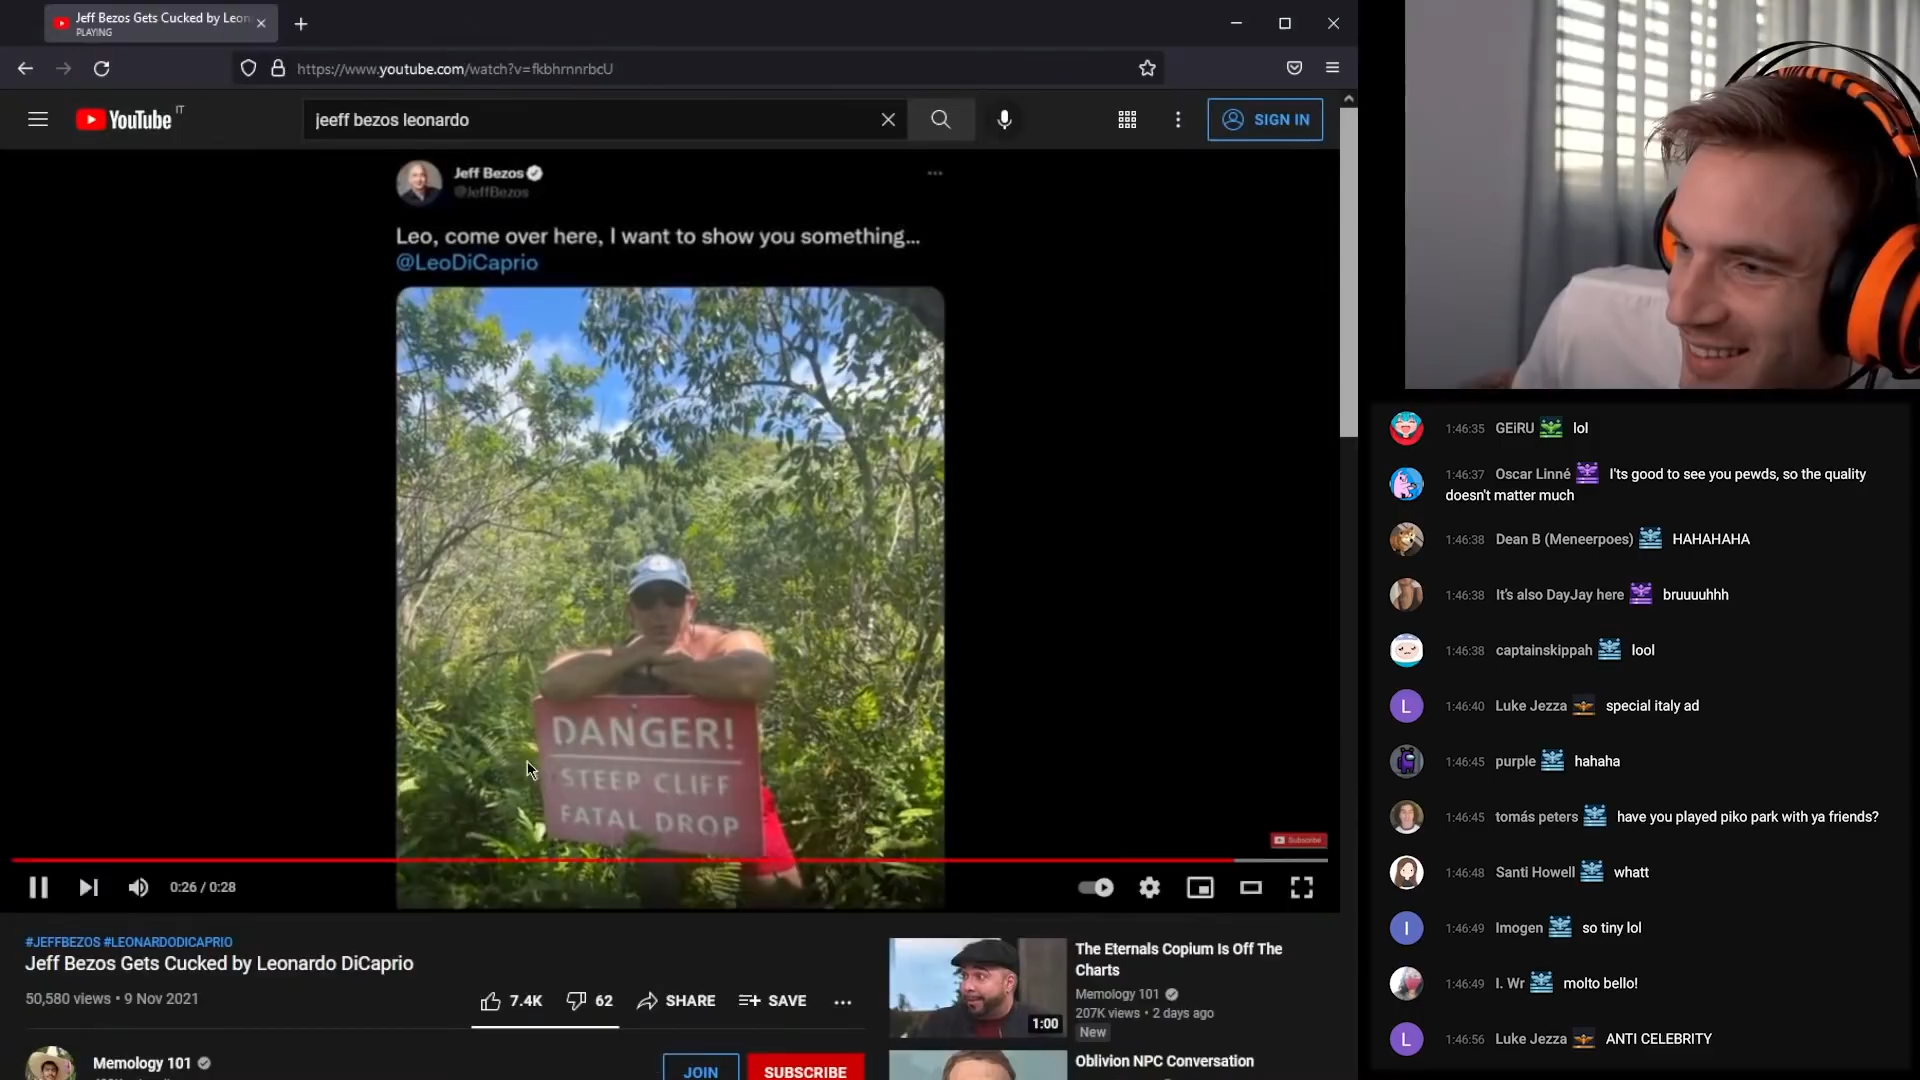 Jeff Bezos Gets Cucked by Leon
PLAYING
https://www.youtube.com/watch?v=fkbhrnnrbcU
YouTube IT
jeeff bezos leonardo
SIGN IN
Jeff Bezos
@JeffBezos
Leo, come over here, I want to show you something...
@LeoDiCaprio
DANGER!
STEEP CLIFF
FATAL DROP
Subscribe
0:26 / 0:28
#JEFFBEZOS #LEONARDODICAPRIO
Jeff Bezos Gets Cucked by Leonardo DiCaprio
50,580 views • 9 Nov 2021
7.4K
62
SHARE
SAVE
Memology 101
JOIN
SUBSCRIBE
1:00
The Eternals Copium Is Off The
Charts
Memology 101
207K views • 2 days ago
New
Oblivion NPC Conversation
1:46:35 GEiRU lol
1:46:37 Oscar Linné I'ts good to see you pewds, so the quality
doesn't matter much
1:46:38 Dean B (Meneerpoes) HAHAHAHA
1:46:38 It's also DayJay here bruuuuhhh
1:46:38 captainskippah lool
L
1:46:40 Luke Jezza special italy ad
1:46:45 purple hahaha
1:46:45 tomás peters have you played piko park with ya friends?
1:46:48 Santi Howell whatt
I
1:46:49 Imogen so tiny lol
1:46:49 I. Wr molto bello!
L
1:46:56 Luke Jezza ANTI CELEBRITY